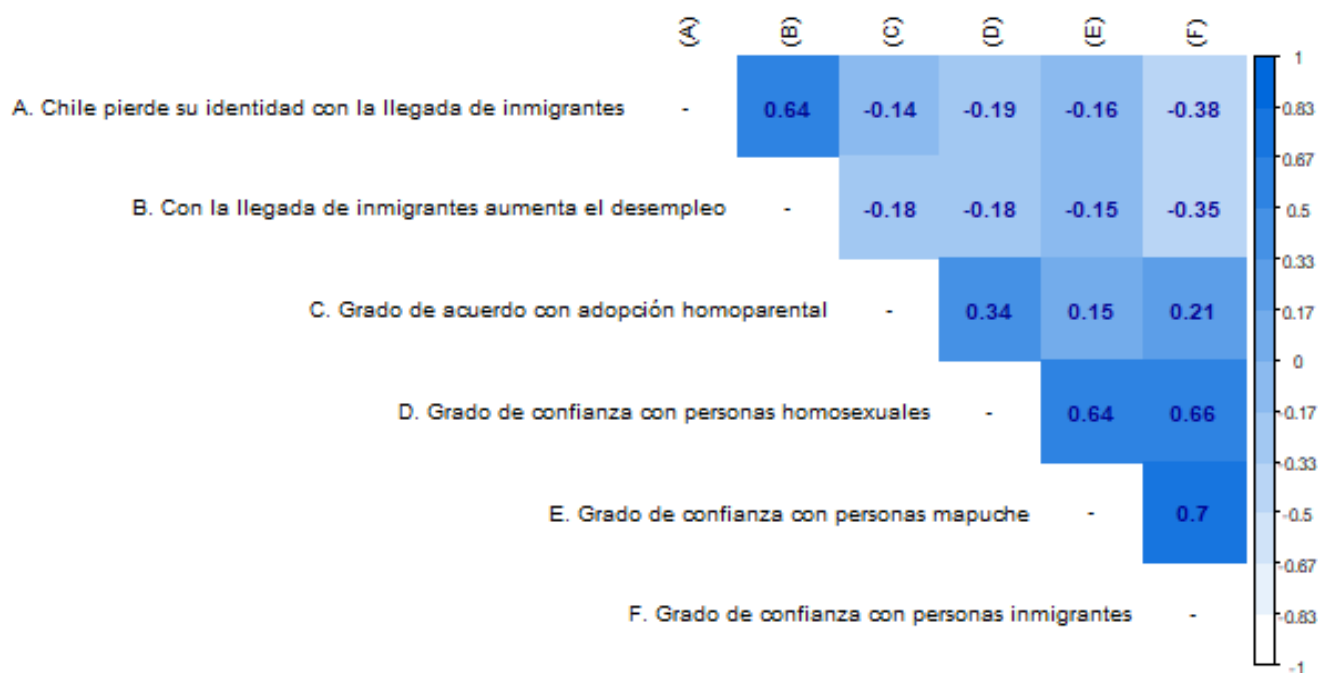 (A) (B) (C) (D) (E) (F)
A. Chile pierde su identidad con la llegada de inmigrantes - 0.64 -0.14 -0.19 -0.16 -0.38
B. Con la llegada de inmigrantes aumenta el desempleo - -0.18 -0.18 -0.15 -0.35
C. Grado de acuerdo con adopción homoparental - 0.34 0.15 0.21
D. Grado de confianza con personas homosexuales - 0.64 0.66
E. Grado de confianza con personas mapuche - 0.7
F. Grado de confianza con personas inmigrantes -
1
0.83
0.67
0.5
0.33
0.17
0
-0.17
-0.33
-0.5
-0.67
-0.83
-1